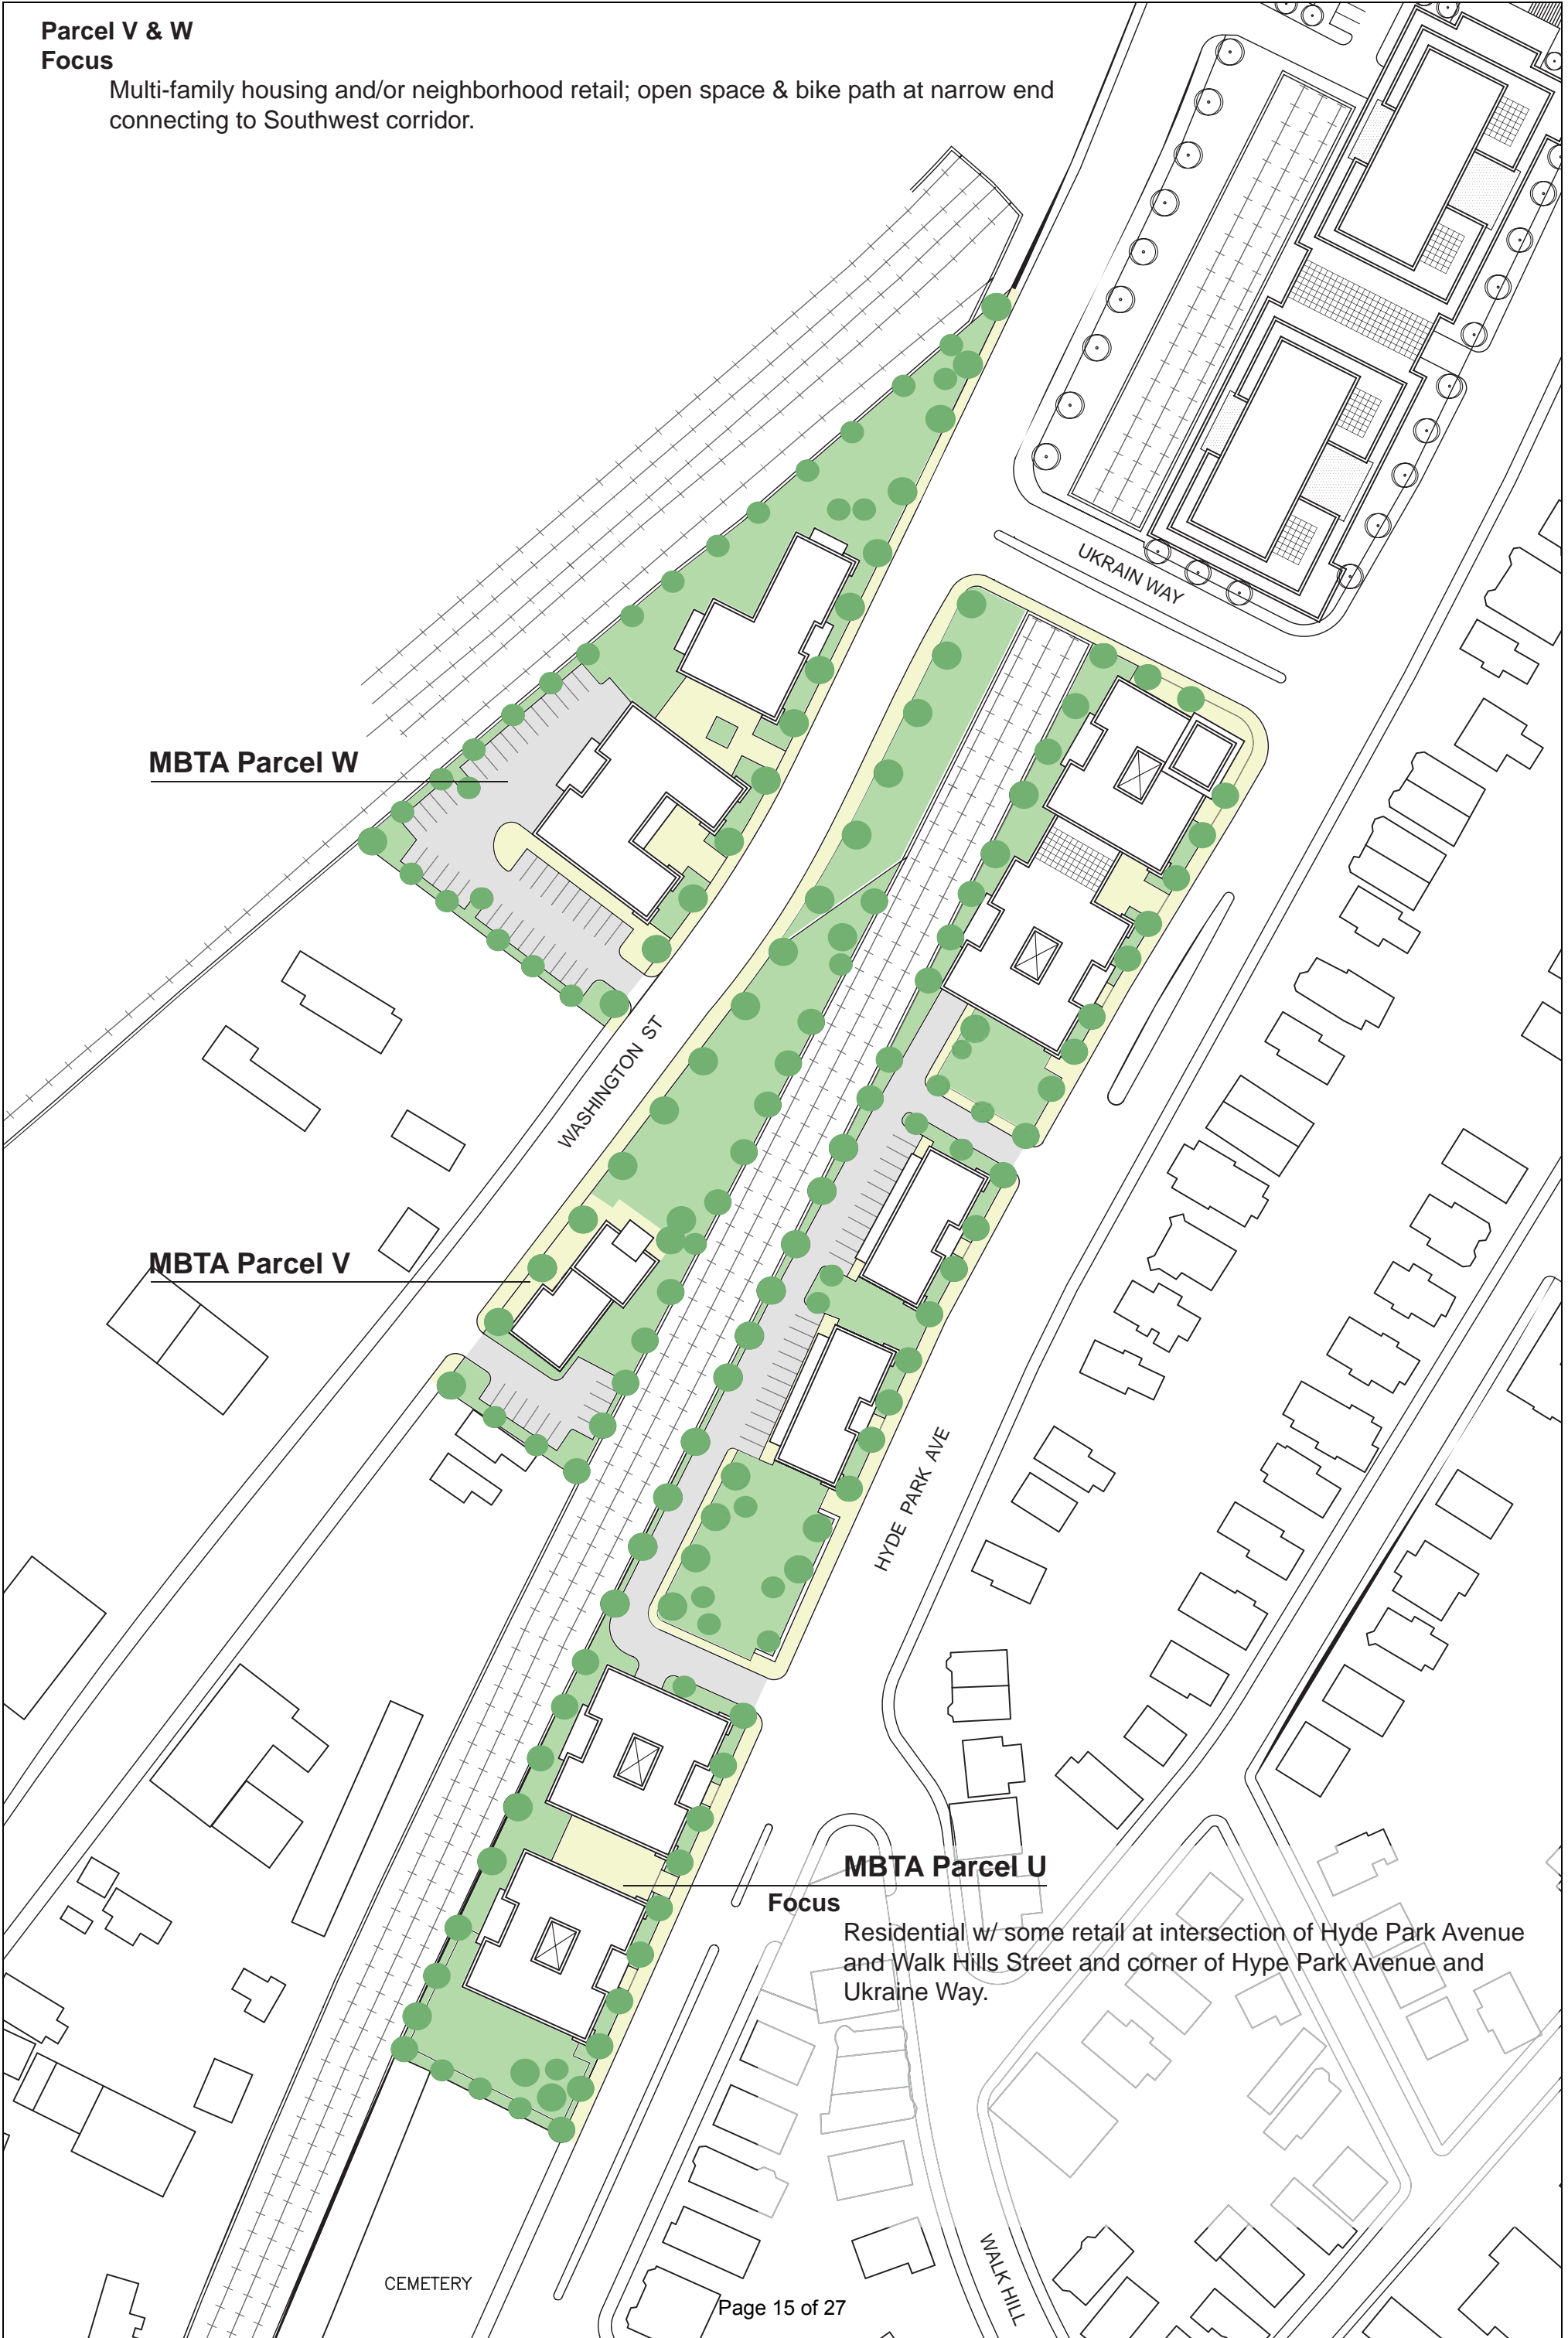 Parcel V & W
Focus
Multi-family housing and/or neighborhood retail; open space & bike path at narrow end
connecting to Southwest corridor.
UKRAIN WAY
MBTA Parcel W
WASHINGTON ST
MBTA Parcel V
HYDE PARK AVE
MBTA Parcel U
Focus
Residential w/ some retail at intersection of Hyde Park Avenue
and Walk Hills Street and corner of Hype Park Avenue and
Ukraine Way.
WALK HILL
CEMETERY
Page 15 of 27